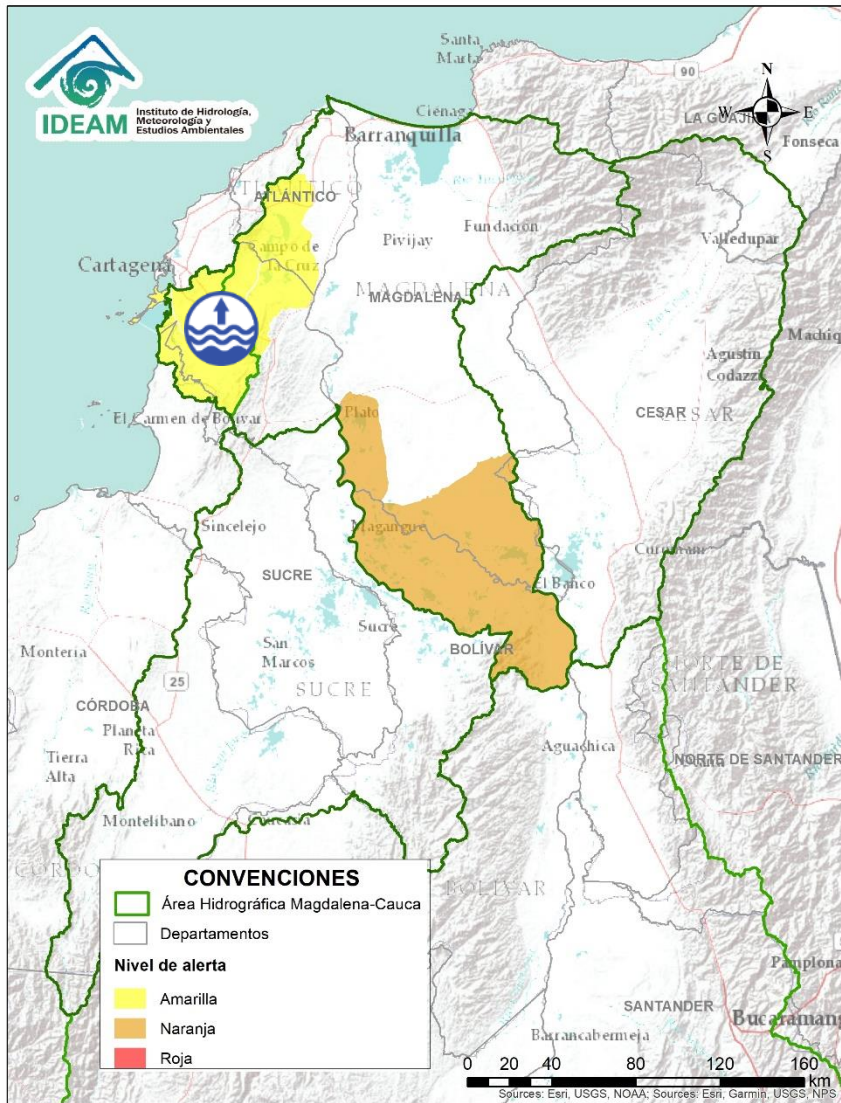 IDEAM
Instituto de Hidrología,
Meteorología y
Estudios Ambientales
Santa
Marta
90
N
W
E
S
Ciénaga
LA GUAJIRA
Barranquilla
Fonseca
ATLÁNTICO
Fundación
Pivijay
Valledupar
Campo de
la Cruz
Cartagena
MAGDALENA
MAGDALENA
Agustín
Codazzi
CESAR
CESAR
Plato
El Carmen de Bolívar
Sincelejo
Magangue
El Banco
SUCRE
Sucre
BOLÍVAR
San
Marcos
SUCRE
Montería
25
CÓRDOBA
Planeta
Rica
Tierra
Alta
NORTE DE
SANTANDER
NORTE DE SANTANDER
Aguachica
Montelíbano
BOLÍVAR
CONVENCIONES
Área Hidrográfica Magdalena-Cauca
Departamentos
Nivel de alerta
Amarilla
Naranja
Roja
Pamplona
SANTANDER
Barrancabermeja
0 20 40 80 120 160
km
Sources: Esri, USGS, NOAA; Sources: Esri, Garmin, USGS, NPS